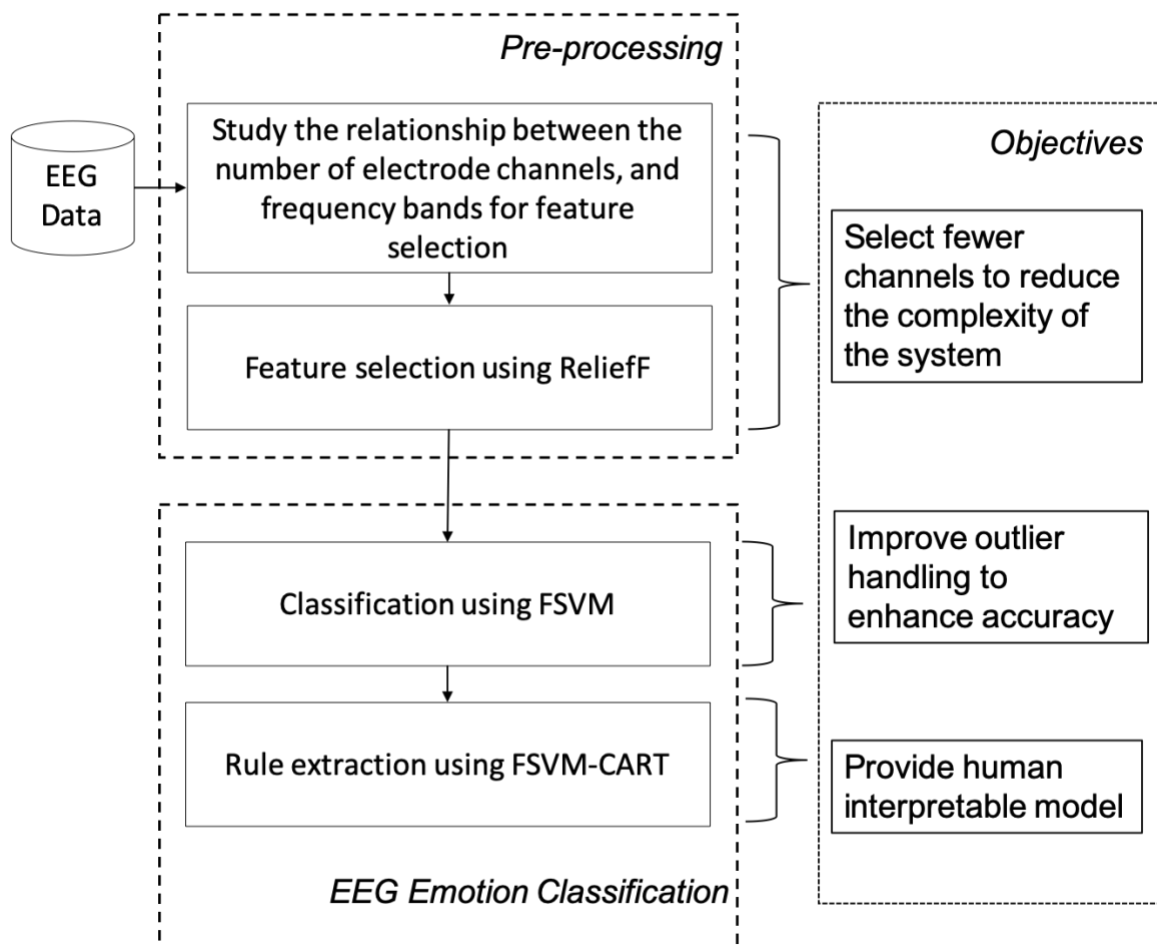 Pre-processing
EEG
Data
Study the relationship between the
number of electrode channels, and
frequency bands for feature
selection
Feature selection using ReliefF
Classification using FSVM
Rule extraction using FSVM-CART
EEG Emotion Classification
Objectives
Select fewer
channels to reduce
the complexity of
the system
Improve outlier
handling to
enhance accuracy
Provide human
interpretable model